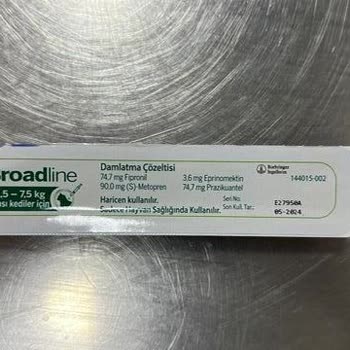 roadline
.5 – 7.5 kg
kediler için
Damlatma Çözeltisi
74,7 mg Fipronil
90,0 mg (S)-Metopren
3,6 mg Eprinomektin
74,7 mg Prazikuantel
Haricen kullanılır.
Sadece Hayvan Sağlığında Kullanılır.
Boehringer
Ingelheim
144015-002
Seri No.
Son Kul. Tar.:
E27950A
05-2024